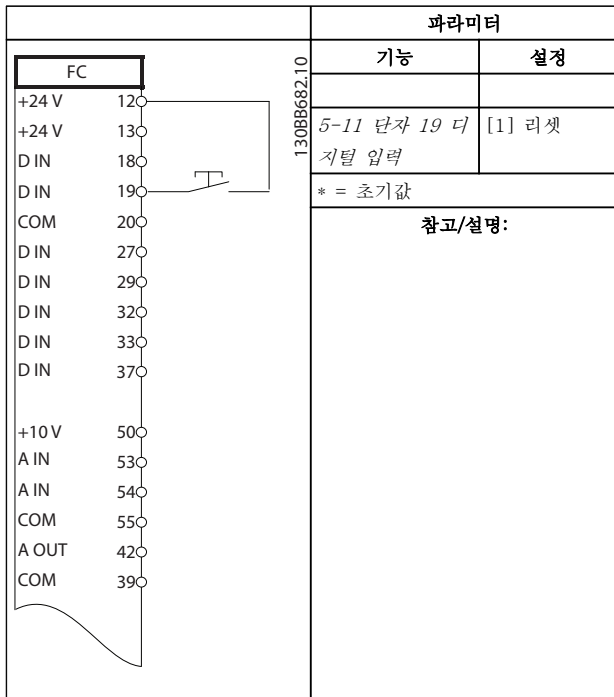 파라미터
기능 설정
5-11 단자 19 디 [1] 리셋
지털 입력
* = 초기값
참고/설명:
FC
+24 V 12
+24 V 13
D IN 18
D IN 19
COM 20
D IN 27
D IN 29
D IN 32
D IN 33
D IN 37
+10 V 50
A IN 53
A IN 54
COM 55
A OUT 42
COM 39
130BB682.10